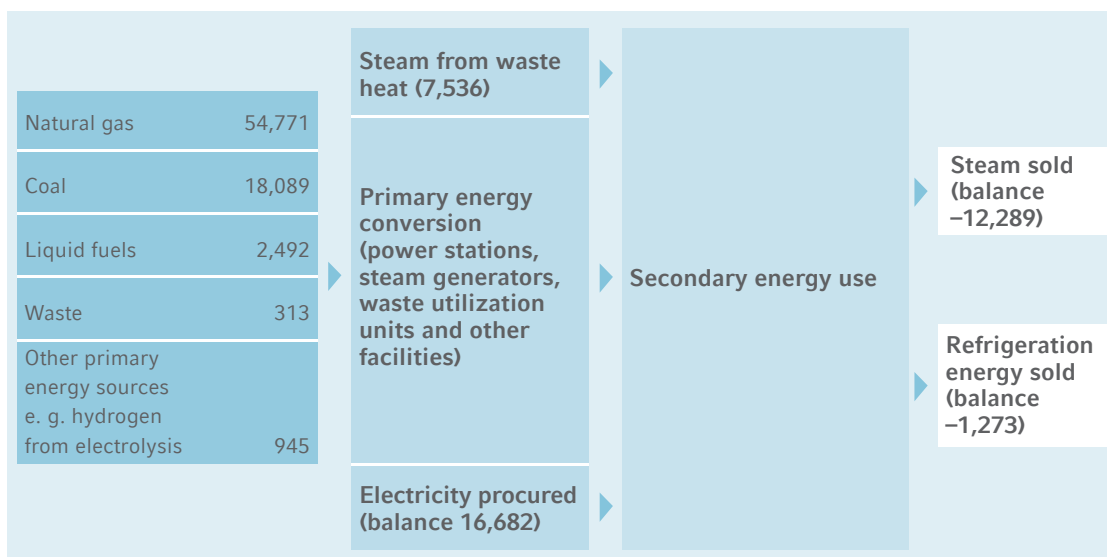 Natural gas 54,771
Coal 18,089
Liquid fuels 2,492
Waste 313
Other primary
energy sources
e. g. hydrogen
from electrolysis 945
Steam from waste
heat (7,536)
Primary energy
conversion
(power stations,
steam generators,
waste utilization
units and other
facilities)
Electricity procured
(balance 16,682)
Secondary energy use
Steam sold
(balance
–12,289)
Refrigeration
energy sold
(balance
–1,273)